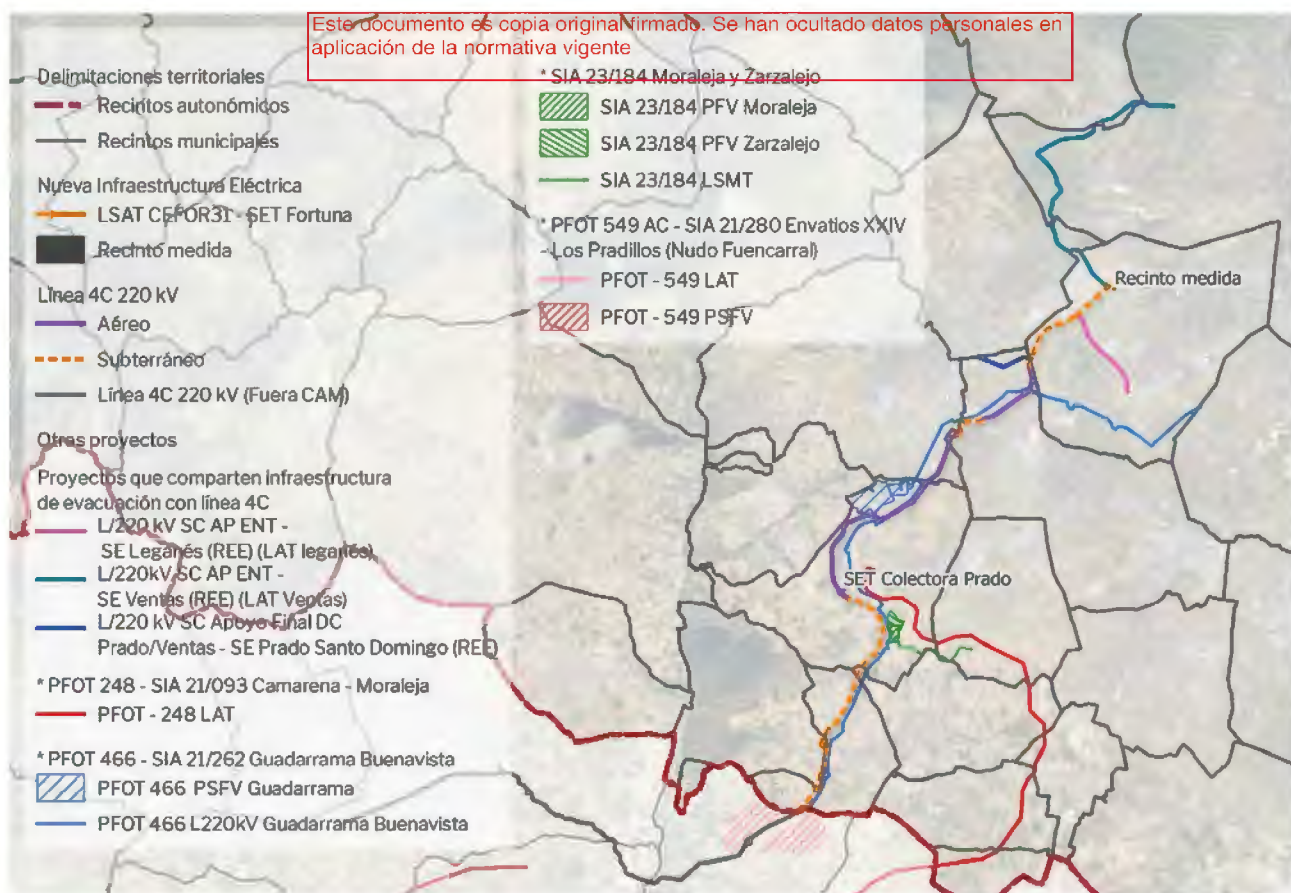 Este documento es copia original firmado. Se han ocultado datos personales en
aplicación de la normativa vigente
Delimitaciones territoriales
Recintos autonómicos
Recintos municipales
Nueva Infraestructura Eléctrica
LSAT CEFOR31 - SET Fortuna
Recinto medida
Línea 4C 220 kV
Aéreo
Subterráneo
Línea 4C 220 kV (Fuera CAM)
Otros proyectos
Proyectos que comparten infraestructura
de evacuación con línea 4C
L/220 kV SC AP ENT -
SE Leganés (REE) (LAT leganés)
L/220kV SC AP ENT -
SE Ventas (REE) (LAT Ventas)
L/220 kV SC Apoyo Final DC
Prado/Ventas - SE Prado Santo Domingo (REE)
* PFOT 248 - SIA 21/093 Camarena - Moraleja
PFOT - 248 LAT
* PFOT 466 - SIA 21/262 Guadarrama Buenavista
PFOT 466 PSFV Guadarrama
PFOT 466 L220kV Guadarrama Buenavista
* SIA 23/184 Moraleja y Zarzalejo
SIA 23/184 PFV Moraleja
SIA 23/184 PFV Zarzalejo
SIA 23/184 LSMT
* PFOT 549 AC - SIA 21/280 Envatios XXIV
- Los Pradillos (Nudo Fuencarral)
PFOT - 549 LAT
PFOT - 549 PSFV
Recinto medida
SET Colectora Prado